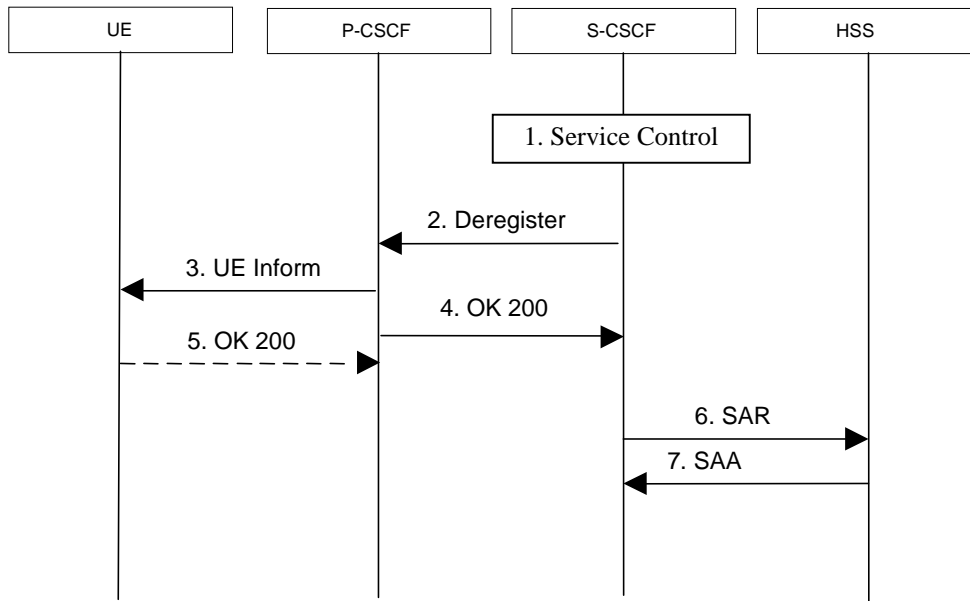 UE
P-CSCF
S-CSCF
HSS
1. Service Control
2. Deregister
3. UE Inform
4. OK 200
5. OK 200
6. SAR
7. SAA